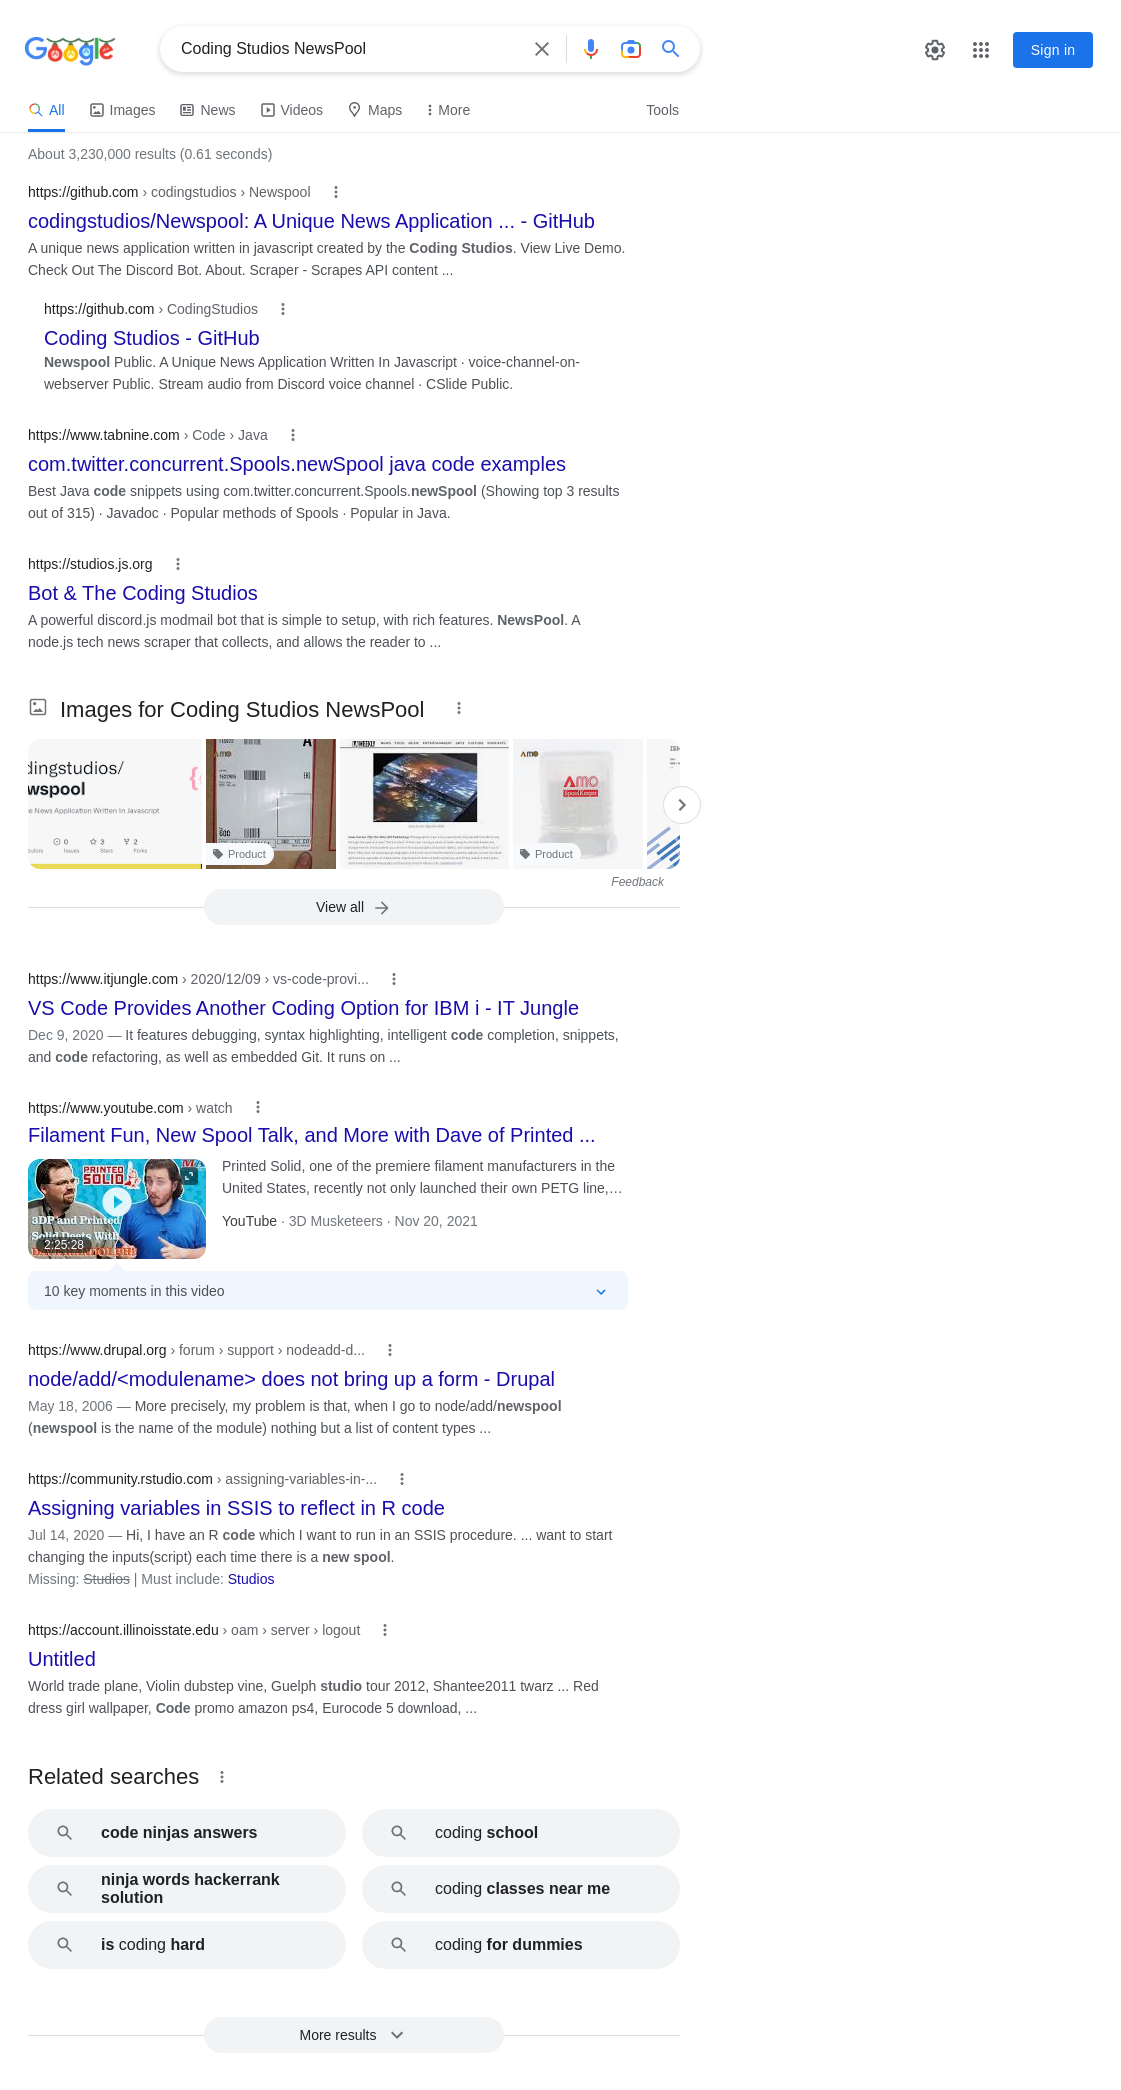 Google
Coding Studios NewsPool
Sign in
All
Images
News
Videos
Maps
More
Tools
About 3,230,000 results (0.61 seconds)
https://github.com › codingstudios › Newspool
codingstudios/Newspool: A Unique News Application ... - GitHub
A unique news application written in javascript created by the Coding Studios. View Live Demo.
Check Out The Discord Bot. About. Scraper - Scrapes API content ...
https://github.com › CodingStudios
Coding Studios - GitHub
Newspool Public. A Unique News Application Written In Javascript · voice-channel-on-
webserver Public. Stream audio from Discord voice channel · CSlide Public.
https://www.tabnine.com › Code › Java
com.twitter.concurrent.Spools.newSpool java code examples
Best Java code snippets using com.twitter.concurrent.Spools.newSpool (Showing top 3 results
out of 315) · Javadoc · Popular methods of Spools · Popular in Java.
https://studios.js.org
Bot & The Coding Studios
A powerful discord.js modmail bot that is simple to setup, with rich features. NewsPool. A
node.js tech news scraper that collects, and allows the reader to ...
Images for Coding Studios NewsPool
dingstudios/
wspool
e News Application Written In Javascript
0 3 2
utors Issues Stars Forks
AMO
1622906
600
Product
AMO
AMO
SpoolKeeper
Product
Feedback
View all
https://www.itjungle.com › 2020/12/09 › vs-code-provi...
VS Code Provides Another Coding Option for IBM i - IT Jungle
Dec 9, 2020 — It features debugging, syntax highlighting, intelligent code completion, snippets,
and code refactoring, as well as embedded Git. It runs on ...
https://www.youtube.com › watch
Filament Fun, New Spool Talk, and More with Dave of Printed ...
PRINTED
SOLID
3DP and Printed
Solid Deets With
2:25:28
Printed Solid, one of the premiere filament manufacturers in the
United States, recently not only launched their own PETG line,…
YouTube · 3D Musketeers · Nov 20, 2021
10 key moments in this video
https://www.drupal.org › forum › support › nodeadd-d...
node/add/<modulename> does not bring up a form - Drupal
May 18, 2006 — More precisely, my problem is that, when I go to node/add/newspool
(newspool is the name of the module) nothing but a list of content types ...
https://community.rstudio.com › assigning-variables-in-...
Assigning variables in SSIS to reflect in R code
Jul 14, 2020 — Hi, I have an R code which I want to run in an SSIS procedure. ... want to start
changing the inputs(script) each time there is a new spool.
Missing: Studios | Must include: Studios
https://account.illinoisstate.edu › oam › server › logout
Untitled
World trade plane, Violin dubstep vine, Guelph studio tour 2012, Shantee2011 twarz ... Red
dress girl wallpaper, Code promo amazon ps4, Eurocode 5 download, ...
Related searches
code ninjas answers
coding school
ninja words hackerrank
solution
coding classes near me
is coding hard
coding for dummies
More results